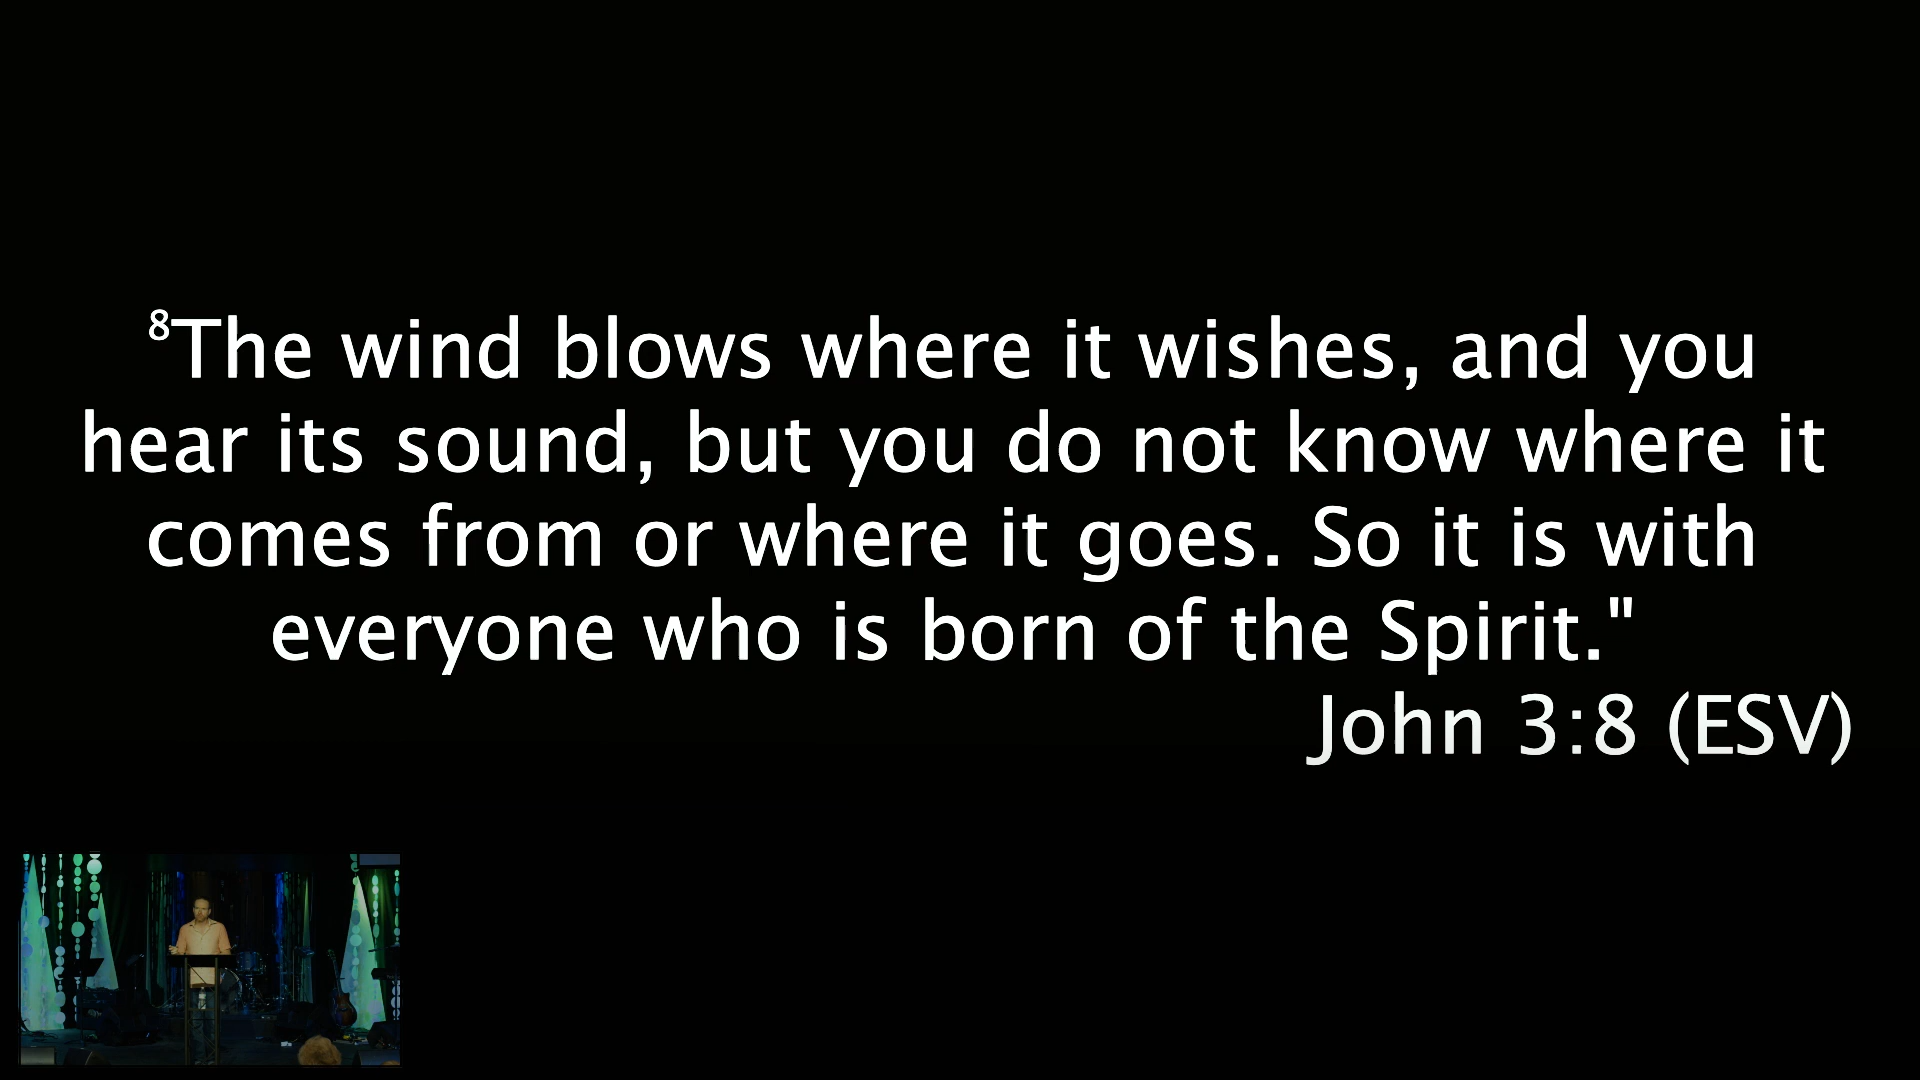 ⁸The wind blows where it wishes, and you
hear its sound, but you do not know where it
comes from or where it goes. So it is with
everyone who is born of the Spirit."
John 3:8 (ESV)